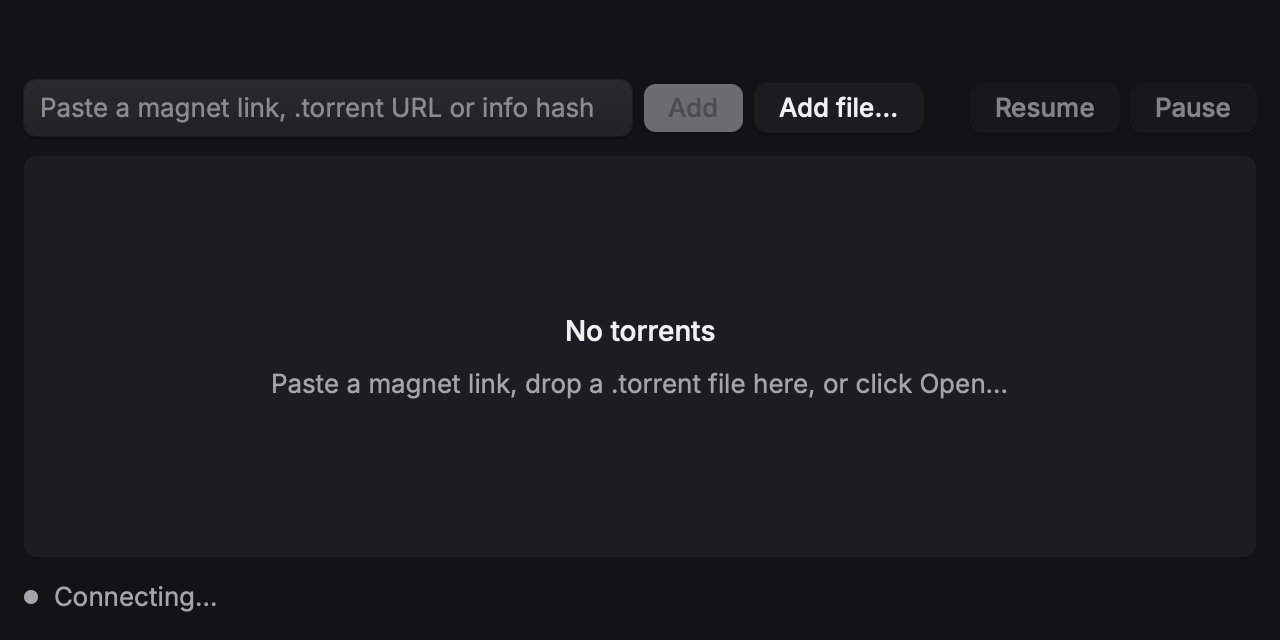 Paste a magnet link, .torrent URL or info hash Add Add file... Resume Pause
No torrents
Paste a magnet link, drop a .torrent file here, or click Open...
Connecting...